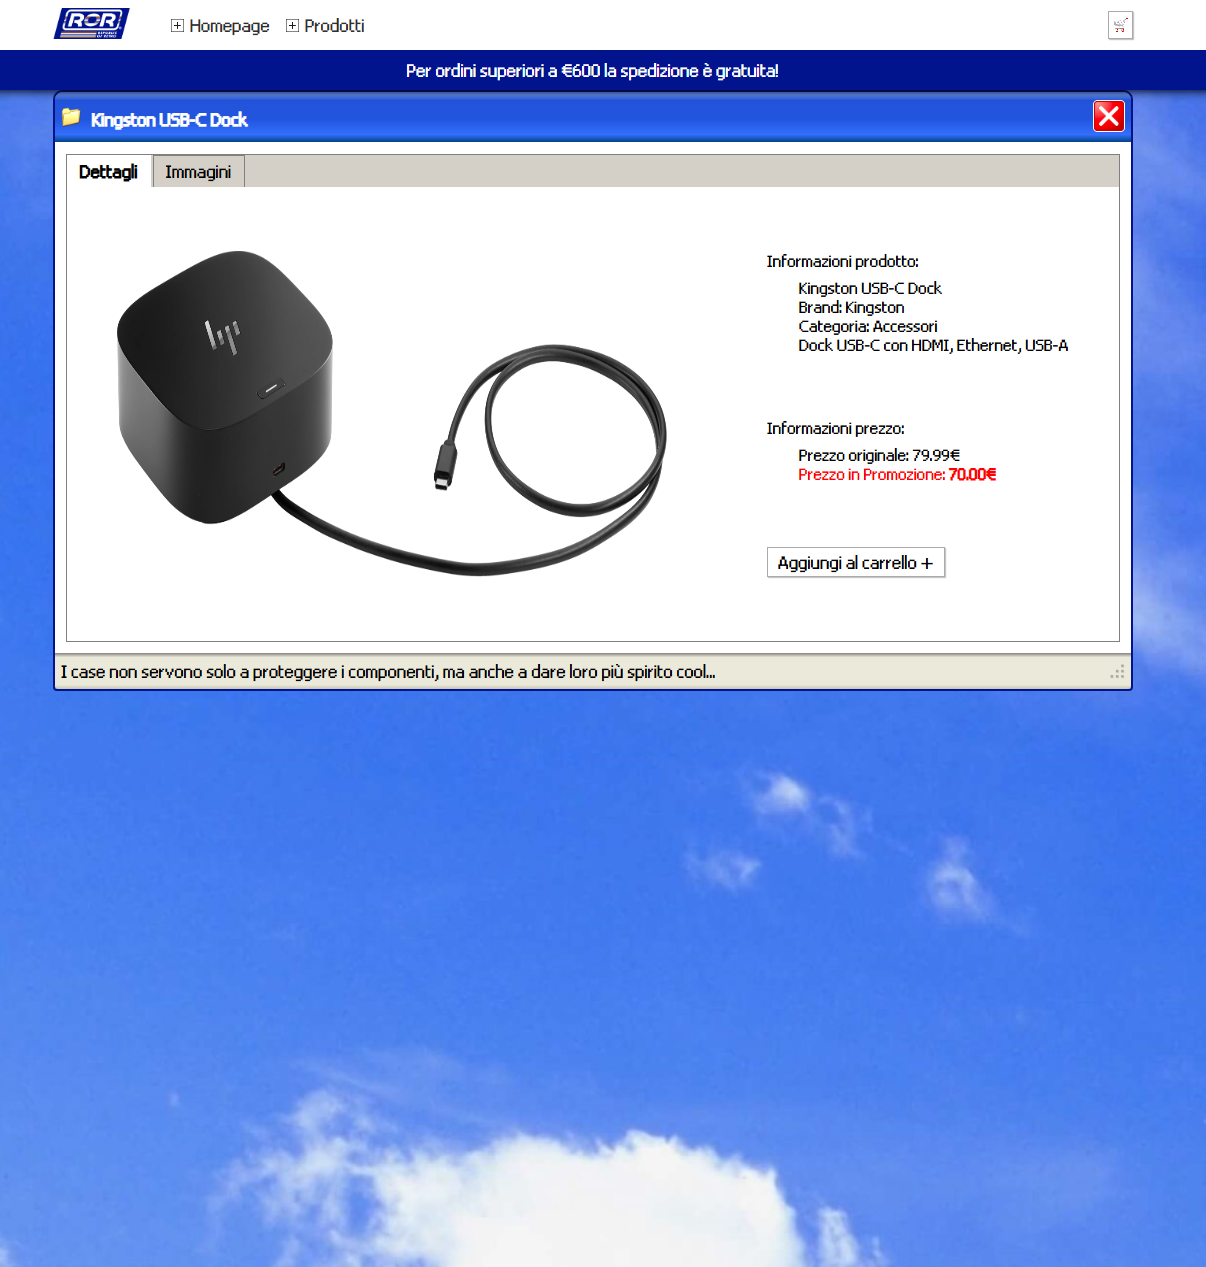 ROR
Homepage
Prodotti
Per ordini superiori a €600 la spedizione è gratuita!
Kingston USB-C Dock
Dettagli
Immagini
hp
Informazioni prodotto:
Kingston USB-C Dock
Brand: Kingston
Categoria: Accessori
Dock USB-C con HDMI, Ethernet, USB-A
Informazioni prezzo:
Prezzo originale: 79.99€
Prezzo in Promozione: 70.00€
Aggiungi al carrello +
I case non servono solo a proteggere i componenti, ma anche a dare loro più spirito cool...